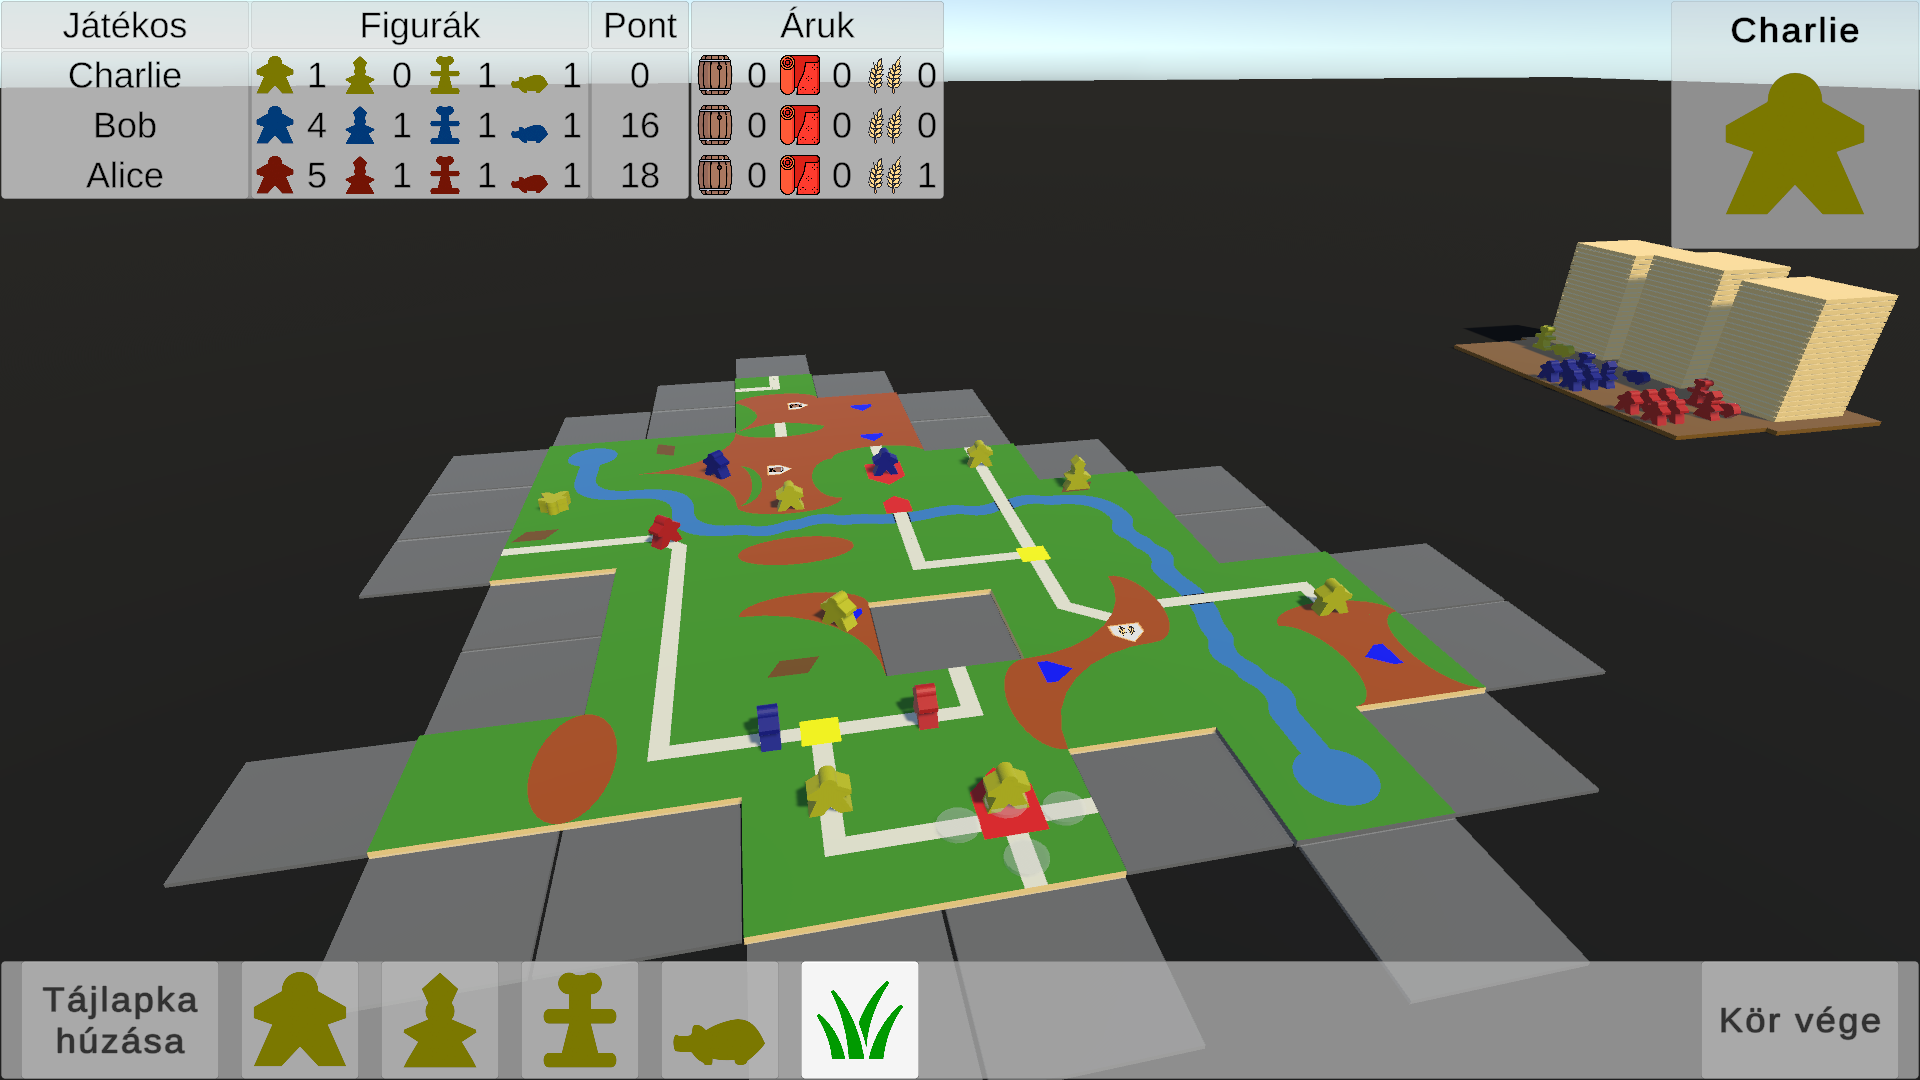 Játékos Figurák Pont Áruk
Charlie 1 0 1 1 0 0 0 0
Bob 4 1 1 1 16 0 0 0
Alice 5 1 1 1 18 0 0 1
Charlie
Tájlapka
húzása
Kör vége